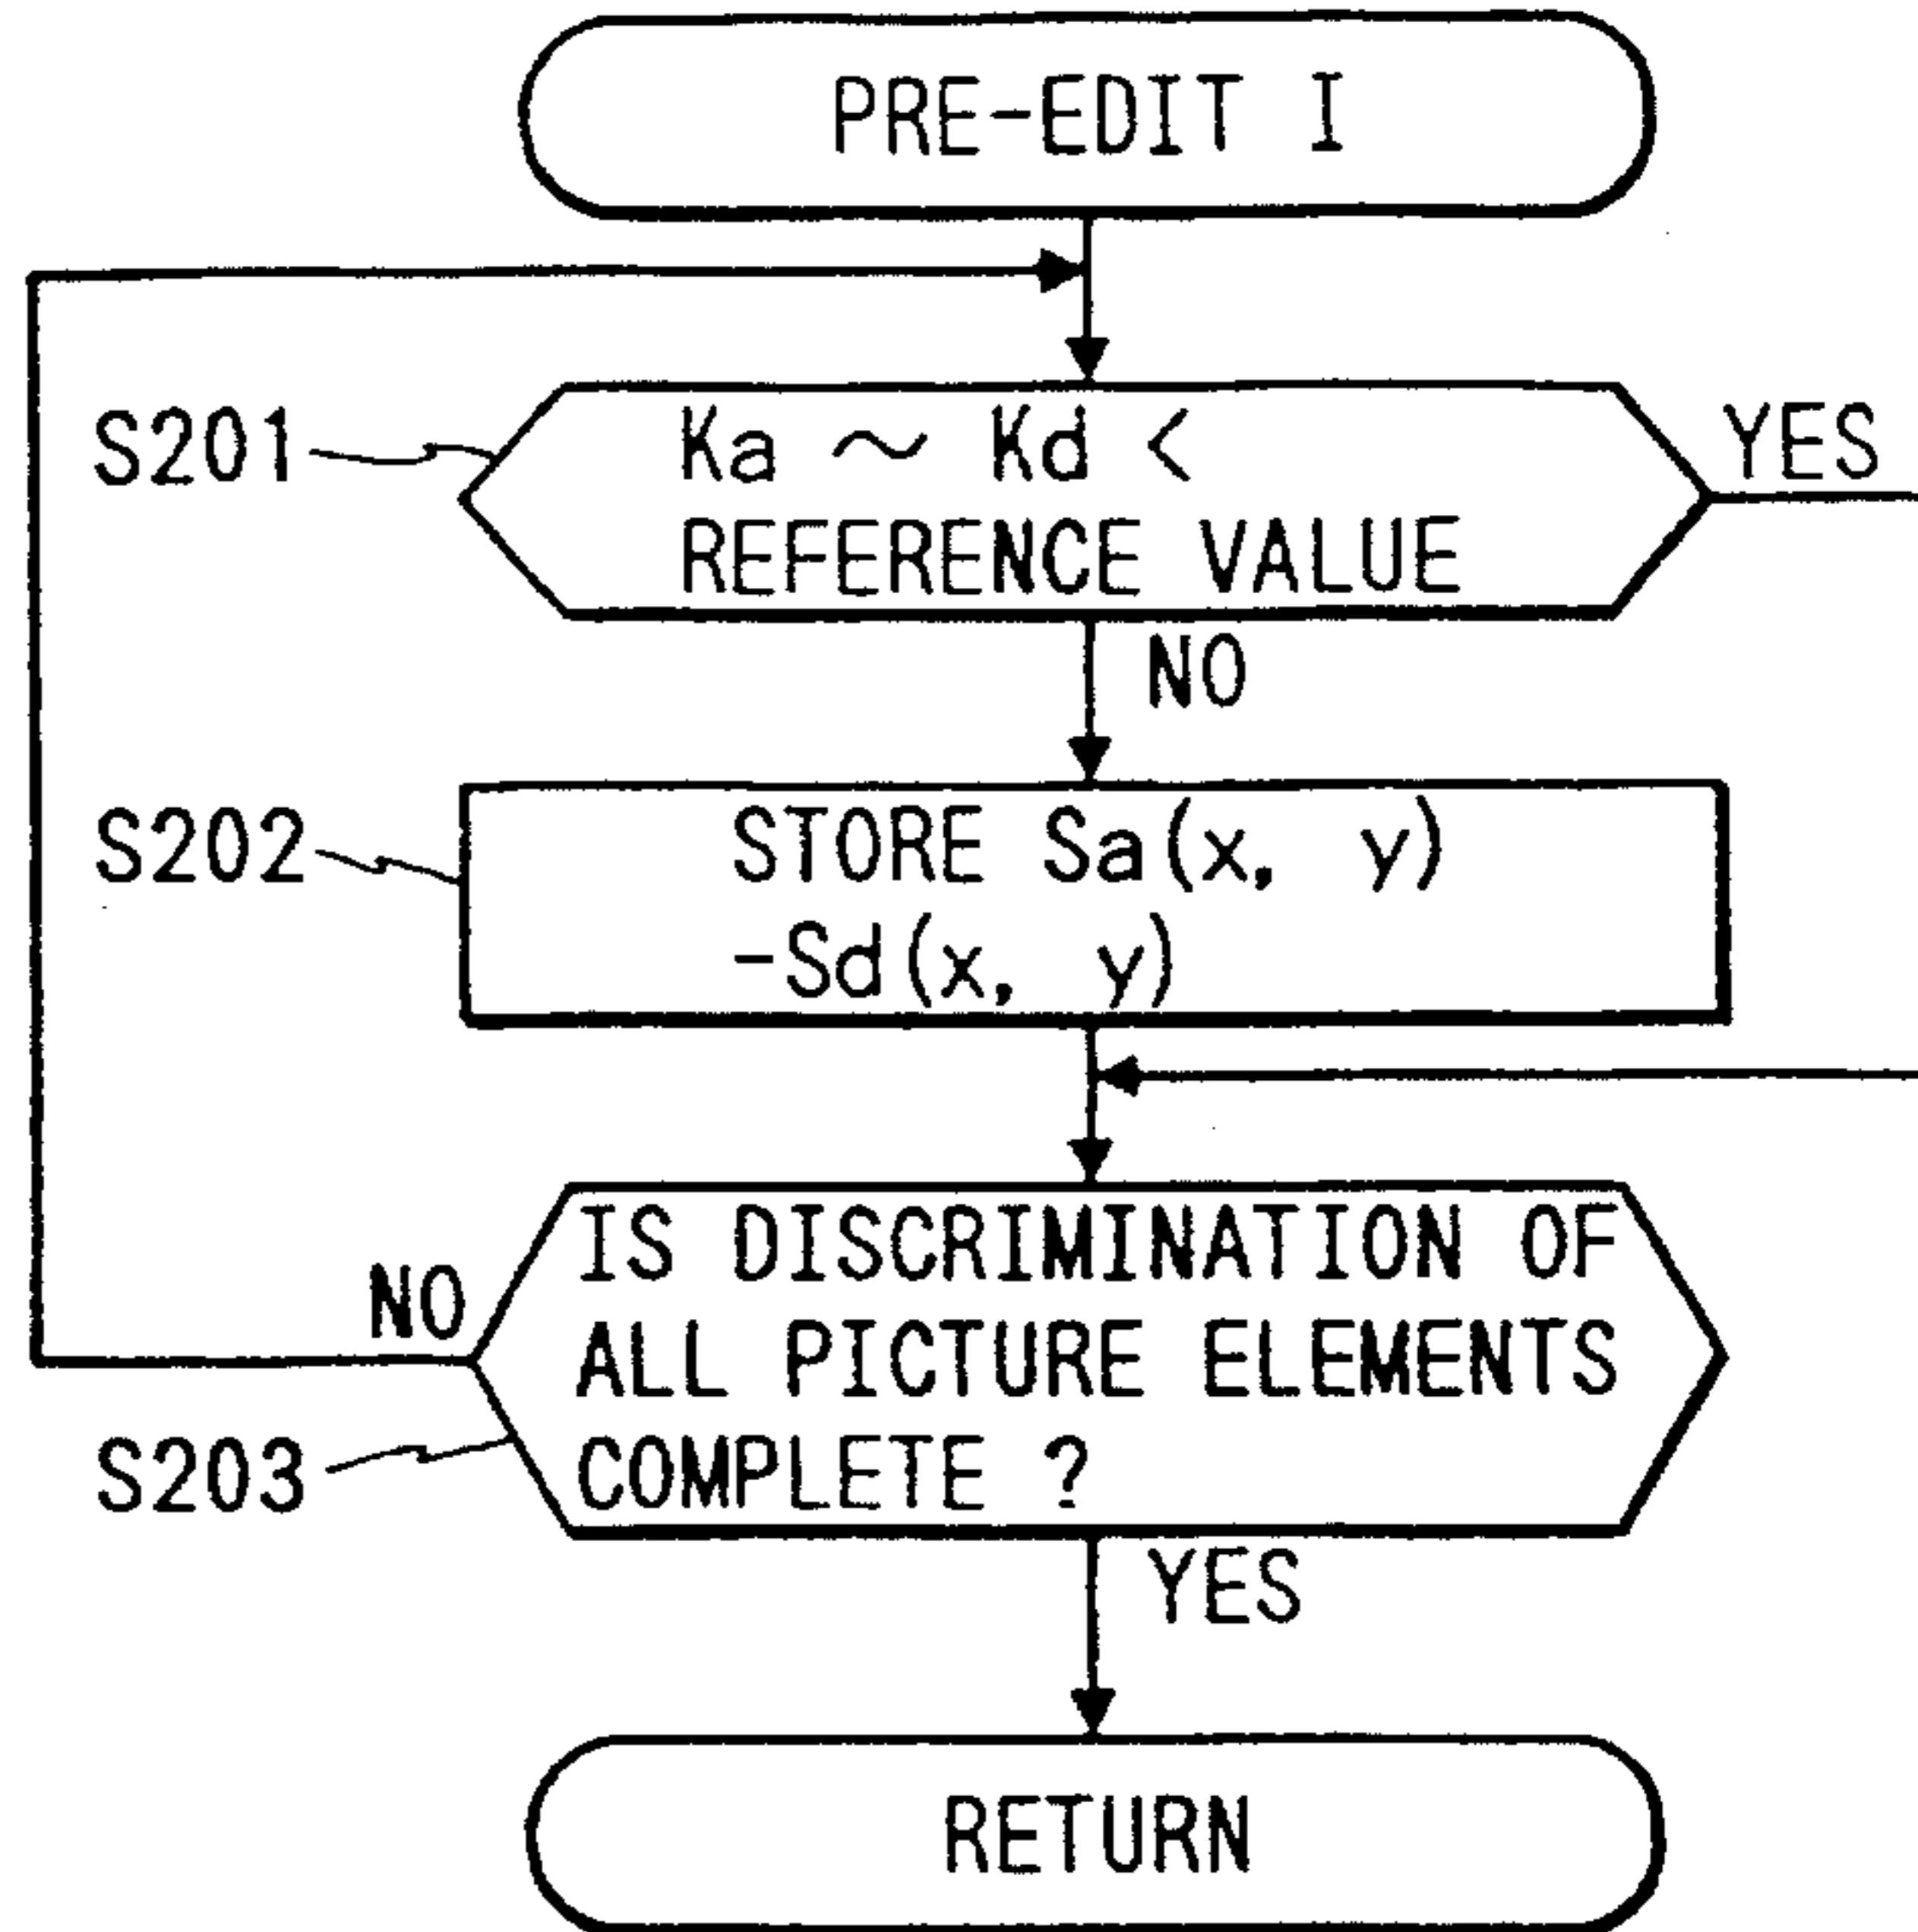 PRE-EDIT I
S201
Ka ~ Kd <
REFERENCE VALUE
YES
NO
S202
STORE Sa(x, y)
-Sd(x, y)
NO
IS DISCRIMINATION OF
ALL PICTURE ELEMENTS
COMPLETE ?
S203
YES
RETURN